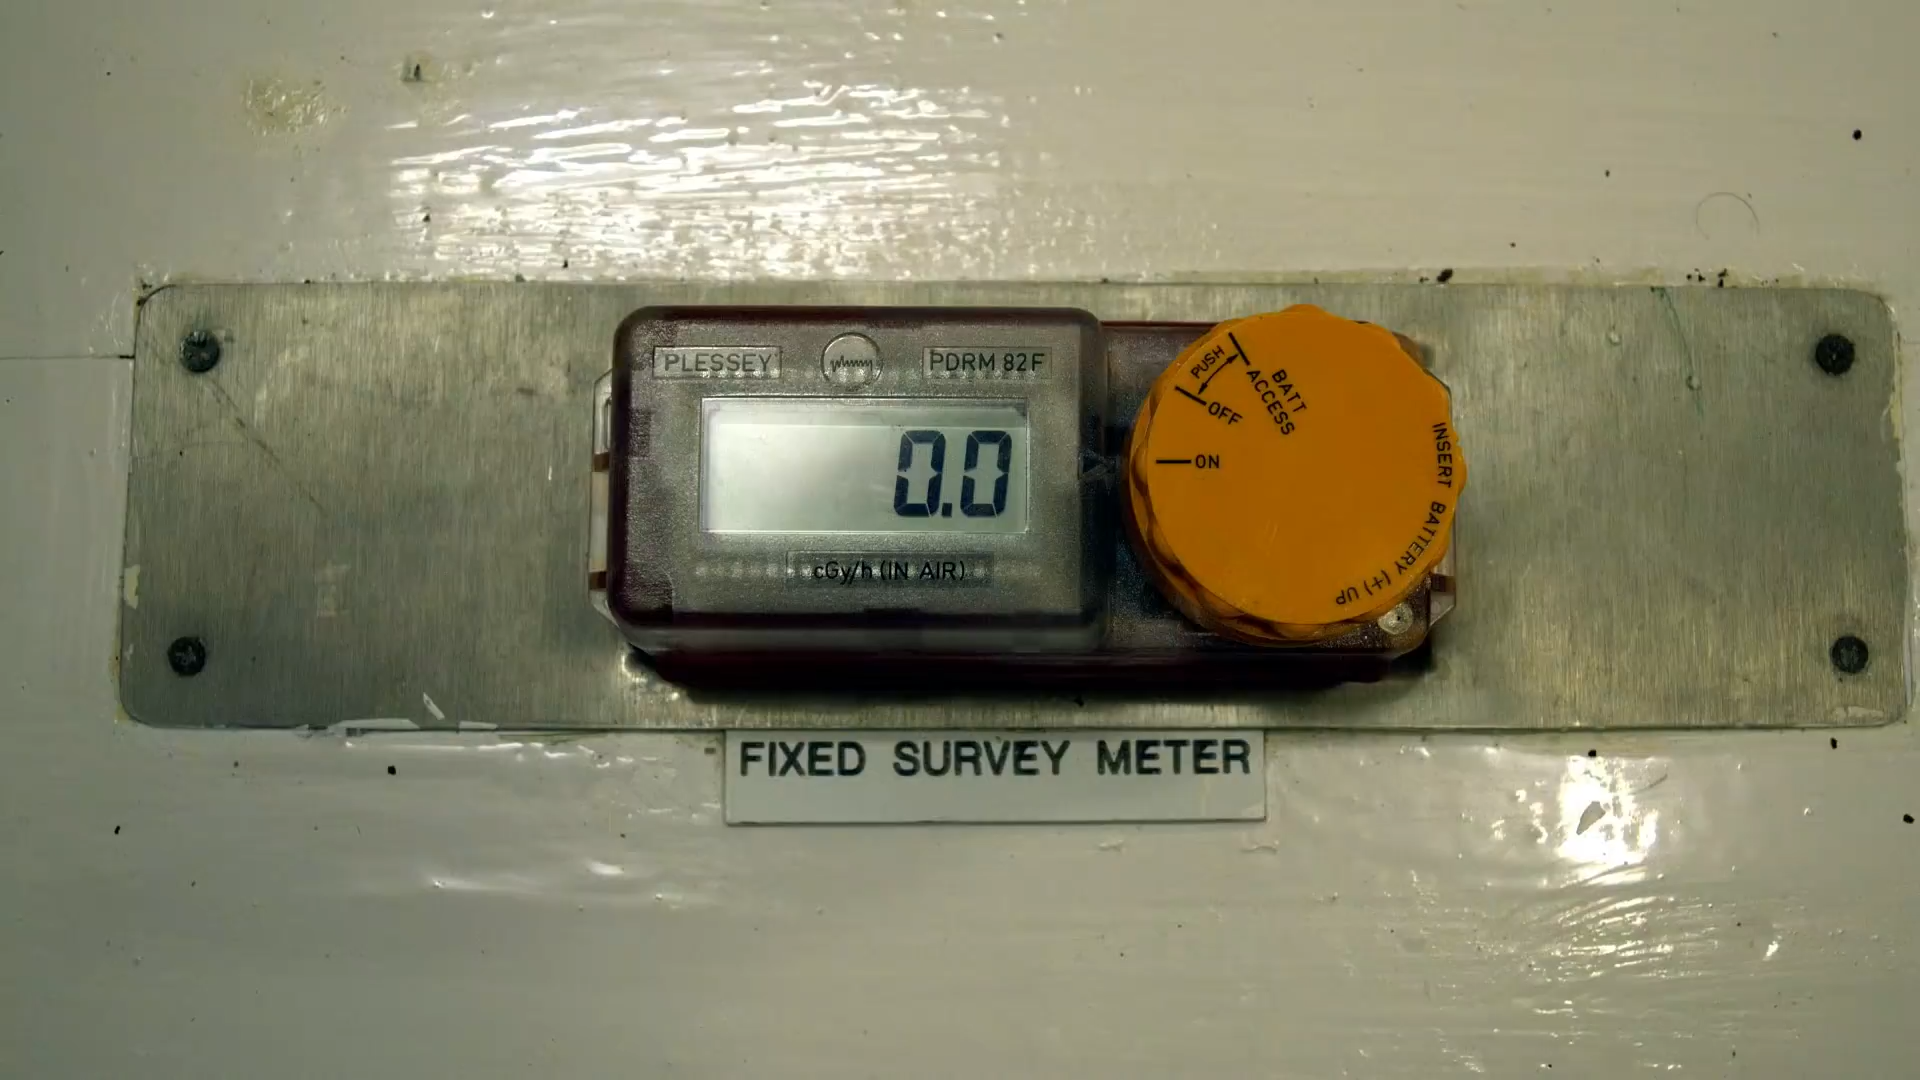 PLESSEY
PDRM 82F
0.0
cGy/h (IN AIR)
PUSH
BATT
ACCESS
OFF
ON
INSERT BATTERY (+) UP
FIXED SURVEY METER